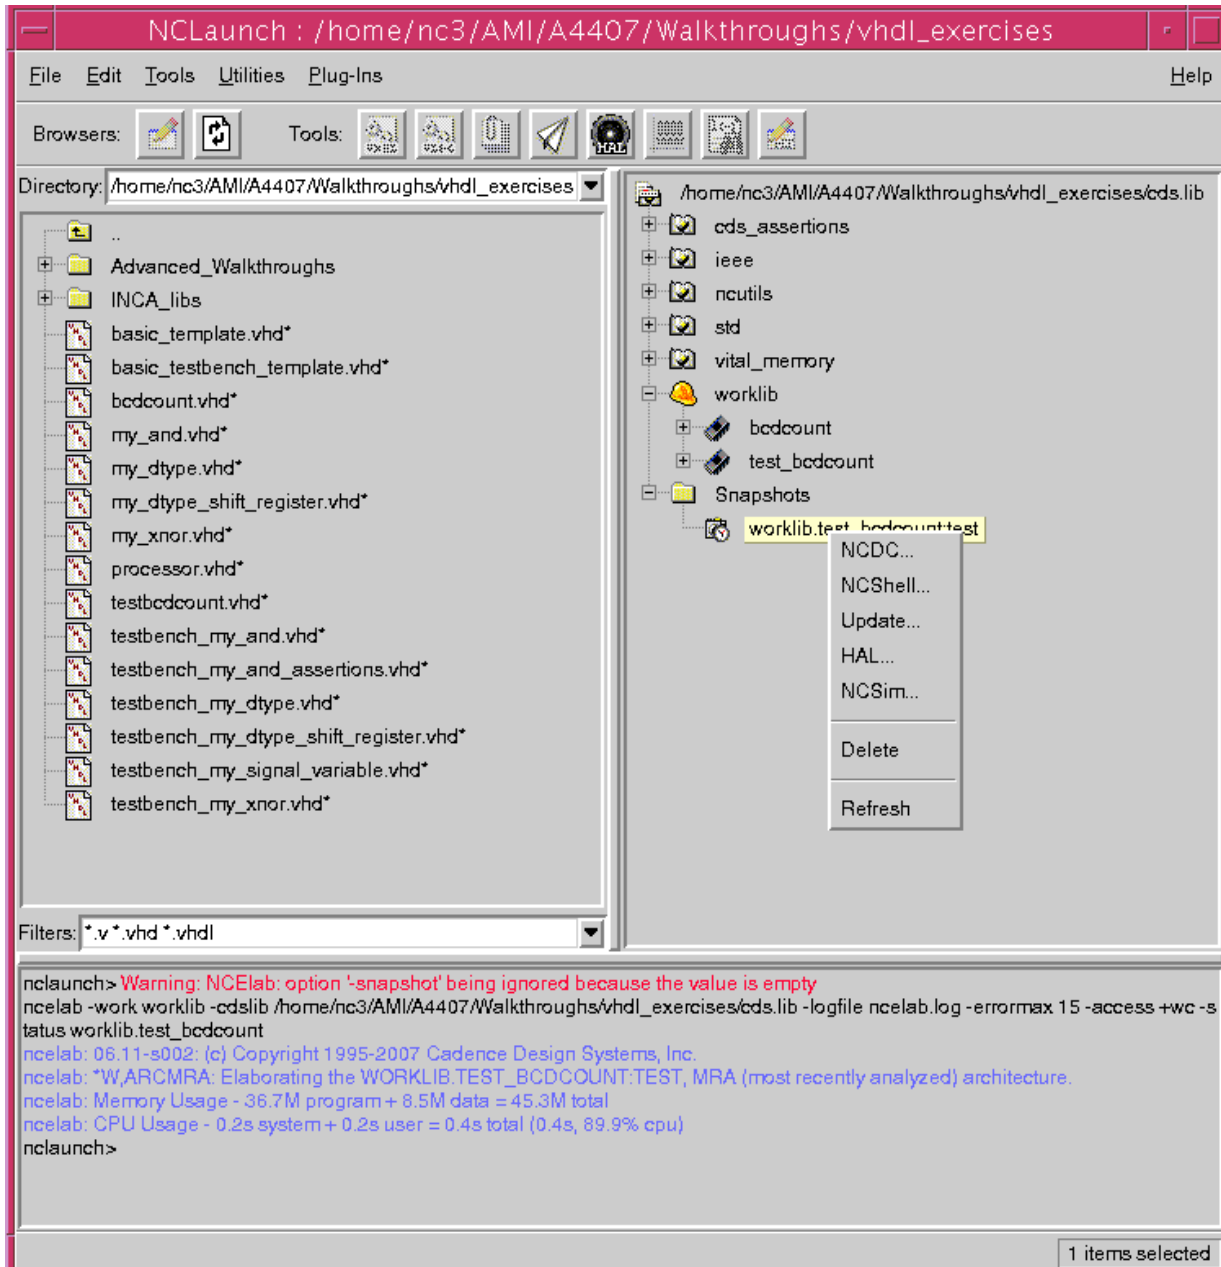 NCLaunch : /home/nc3/AMI/A4407/Walkthroughs/vhdl_exercises
File Edit Tools Utilities Plug-Ins Help
Browsers: Tools:
HAL
Directory: /home/nc3/AMI/A4407/Walkthroughs/vhdl_exercises
..
Advanced_Walkthroughs
INCA_libs
basic_template.vhd*
basic_testbench_template.vhd*
bcdcount.vhd*
my_and.vhd*
my_dtype.vhd*
my_dtype_shift_register.vhd*
my_xnor.vhd*
processor.vhd*
testbcdcount.vhd*
testbench_my_and.vhd*
testbench_my_and_assertions.vhd*
testbench_my_dtype.vhd*
testbench_my_dtype_shift_register.vhd*
testbench_my_signal_variable.vhd*
testbench_my_xnor.vhd*
Filters: *.v *.vhd *.vhdl
/home/nc3/AMI/A4407/Walkthroughs/vhdl_exercises/cds.lib
cds_assertions
ieee
ncutils
std
vital_memory
worklib
bcdcount
test_bcdcount
Snapshots
worklib.test_bcdcount:test
NCDC...
NCShell...
Update...
HAL...
NCSim...
Delete
Refresh
nclaunch> Warning: NCElab: option '-snapshot' being ignored because the value is empty
ncelab -work worklib -cdslib /home/nc3/AMI/A4407/Walkthroughs/vhdl_exercises/cds.lib -logfile ncelab.log -errormax 15 -access +wc -s
tatus worklib.test_bcdcount
ncelab: 06.11-s002: (c) Copyright 1995-2007 Cadence Design Systems, Inc.
ncelab: *W,ARCMRA: Elaborating the WORKLIB.TEST_BCDCOUNT:TEST, MRA (most recently analyzed) architecture.
ncelab: Memory Usage - 36.7M program + 8.5M data = 45.3M total
ncelab: CPU Usage - 0.2s system + 0.2s user = 0.4s total (0.4s, 89.9% cpu)
nclaunch>
1 items selected